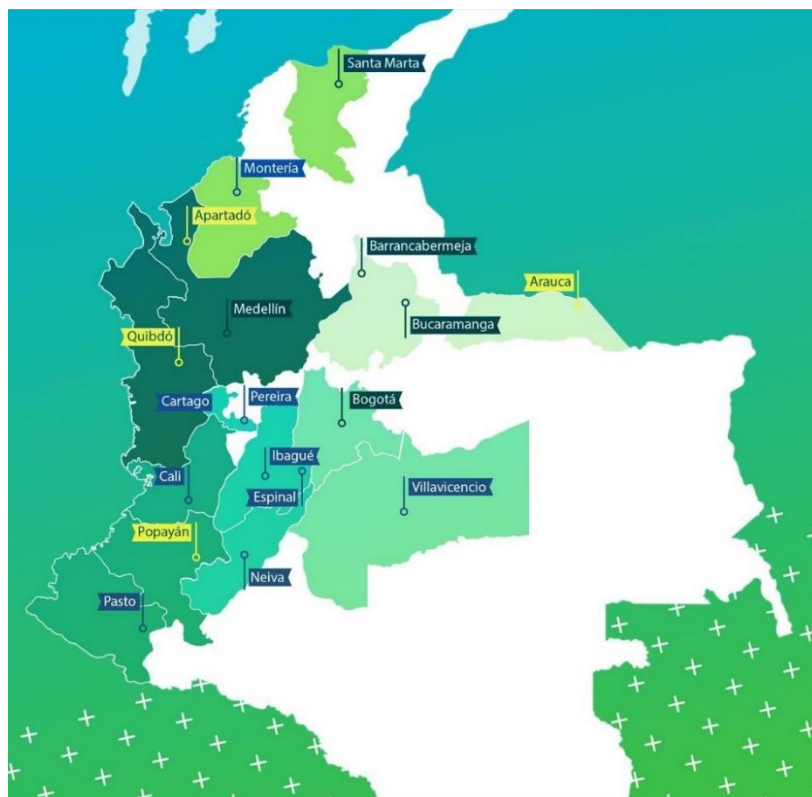 Santa Marta
Montería
Apartadó
Barrancabermeja
Arauca
Medellín
Bucaramanga
Quibdó
Cartago
Pereira
Bogotá
Ibagué
Cali
Espinal
Villavicencio
Popayán
Neiva
Pasto